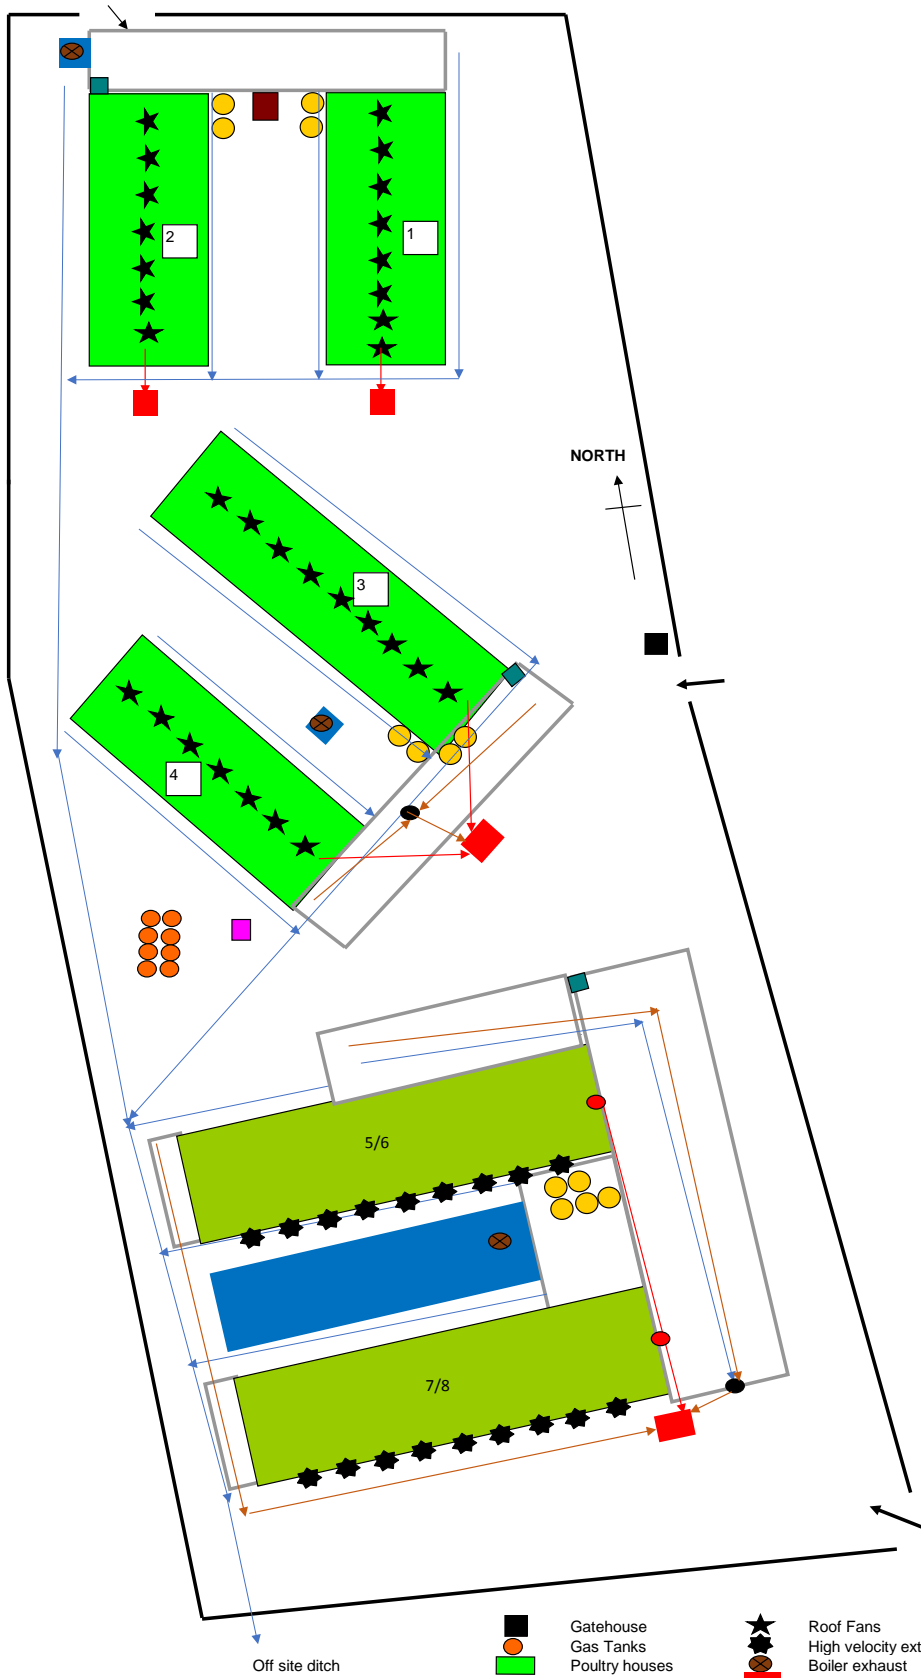 2
1
NORTH
3
4
5/6
7/8
Gatehouse
Roof Fans
Gas Tanks
High velocity ext
Off site ditch
Poultry houses
Boiler exhaust